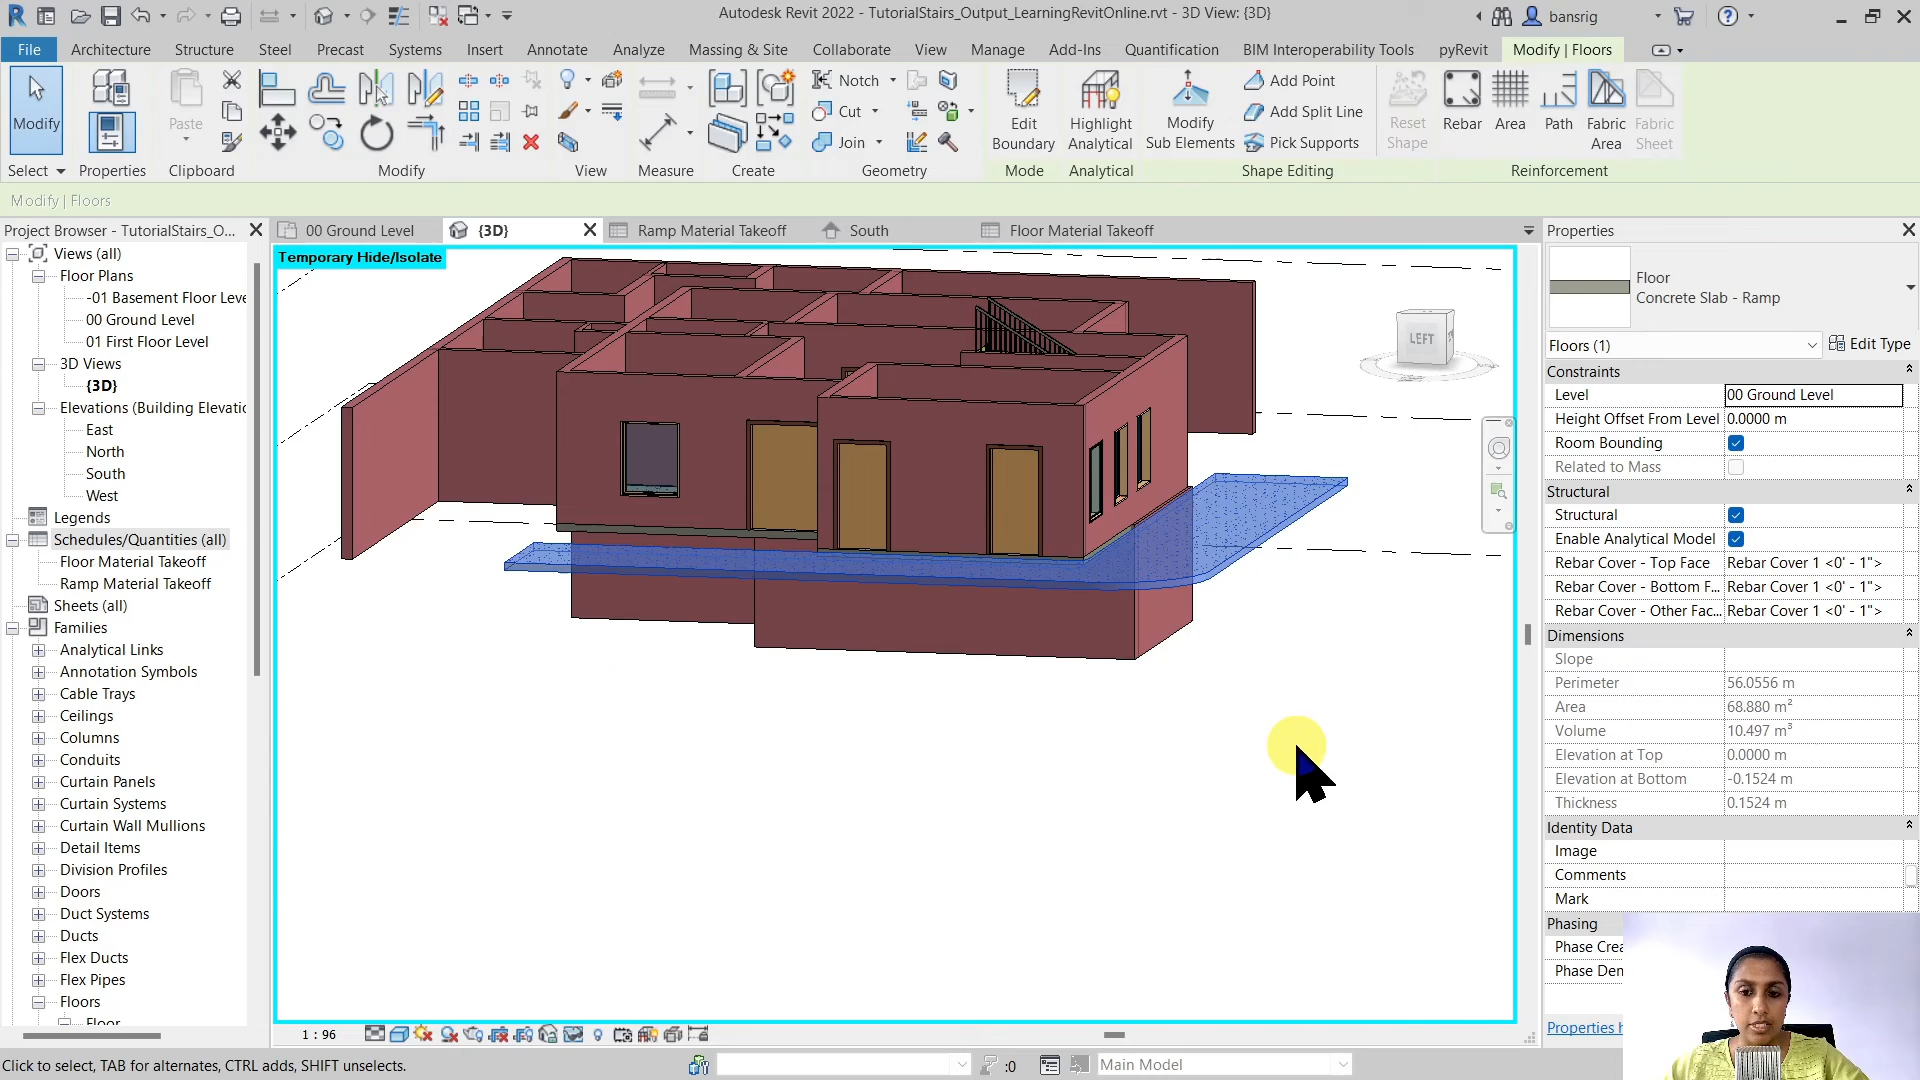 Autodesk Revit 2022 - TutorialStairs_Output_LearningRevitOnline.rvt - 3D View: {3D}
bansrig
File
Architecture
Structure
Steel
Precast
Systems
Insert
Annotate
Analyze
Massing & Site
Collaborate
View
Manage
Add-Ins
Quantification
BIM Interoperability Tools
pyRevit
Modify | Floors
Modify
Paste
Notch
Cut
Join
Edit
Boundary
Highlight
Analytical
Modify
Sub Elements
Add Point
Add Split Line
Pick Supports
Reset
Shape
Rebar
Area
Path
Fabric
Area
Fabric
Sheet
Select
Properties
Clipboard
Modify
View
Measure
Create
Geometry
Mode
Analytical
Shape Editing
Reinforcement
Modify | Floors
Project Browser - TutorialStairs_O...
Views (all)
Floor Plans
-01 Basement Floor Leve
00 Ground Level
01 First Floor Level
3D Views
{3D}
Elevations (Building Elevatic
East
North
South
West
Legends
Schedules/Quantities (all)
Floor Material Takeoff
Ramp Material Takeoff
Sheets (all)
Families
Analytical Links
Annotation Symbols
Cable Trays
Ceilings
Columns
Conduits
Curtain Panels
Curtain Systems
Curtain Wall Mullions
Detail Items
Division Profiles
Doors
Duct Systems
Ducts
Flex Ducts
Flex Pipes
Floors
Floor
00 Ground Level
{3D}
Ramp Material Takeoff
South
Floor Material Takeoff
Temporary Hide/Isolate
LEFT
1 : 96
Properties
Floor
Concrete Slab - Ramp
Floors (1)
Edit Type
Constraints
Level 00 Ground Level
Height Offset From Level 0.0000 m
Room Bounding
Related to Mass
Structural
Structural
Enable Analytical Model
Rebar Cover - Top Face Rebar Cover 1 <0' - 1">
Rebar Cover - Bottom F... Rebar Cover 1 <0' - 1">
Rebar Cover - Other Fac... Rebar Cover 1 <0' - 1">
Dimensions
Slope
Perimeter 56.0556 m
Area 68.880 m²
Volume 10.497 m³
Elevation at Top 0.0000 m
Elevation at Bottom -0.1524 m
Thickness 0.1524 m
Identity Data
Image
Comments
Mark
Phasing
Phase Crea
Phase Dem
Properties h
Click to select, TAB for alternates, CTRL adds, SHIFT unselects.
:0
Main Model